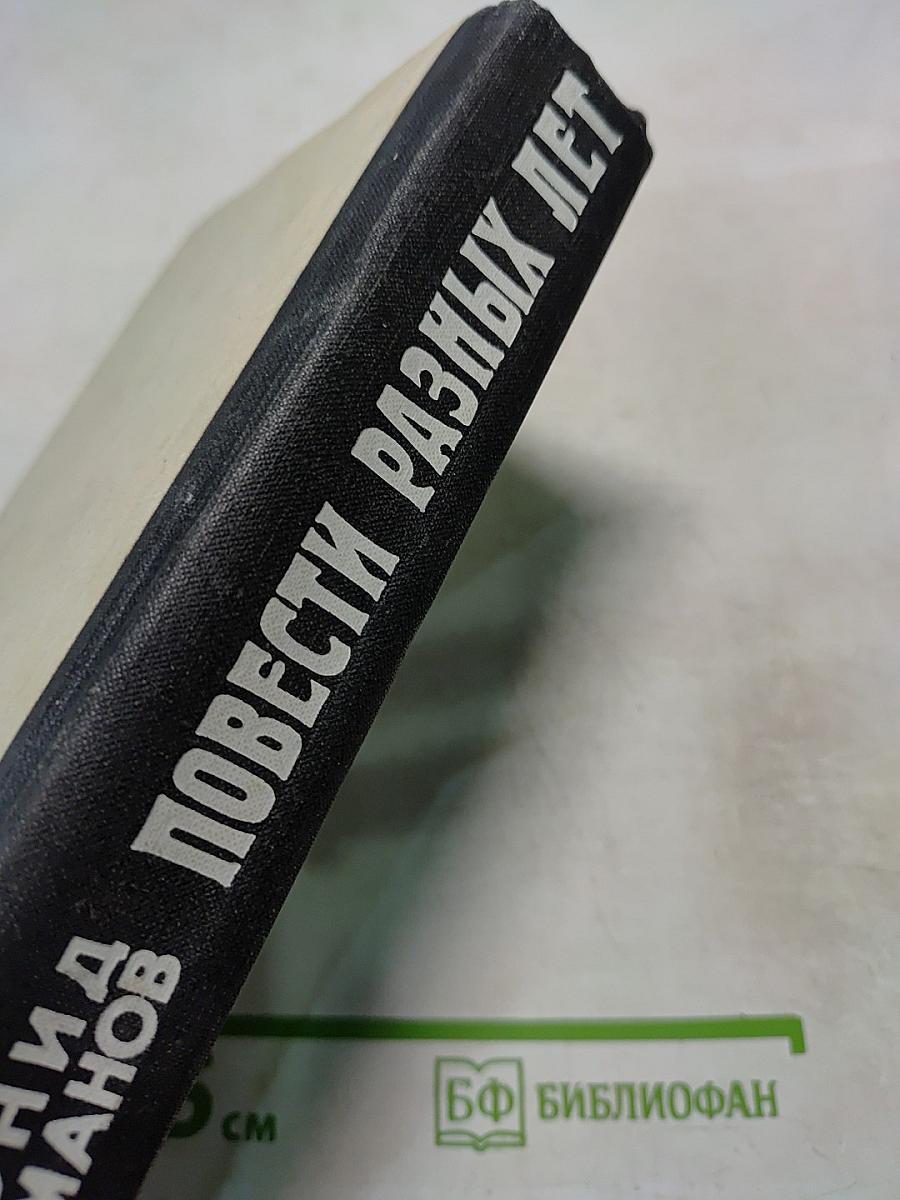 ПОВЕСТИ РАЗНЫХ ЛЕТ
НИД
МАНОВ
см
БФ БИБЛИОФАН